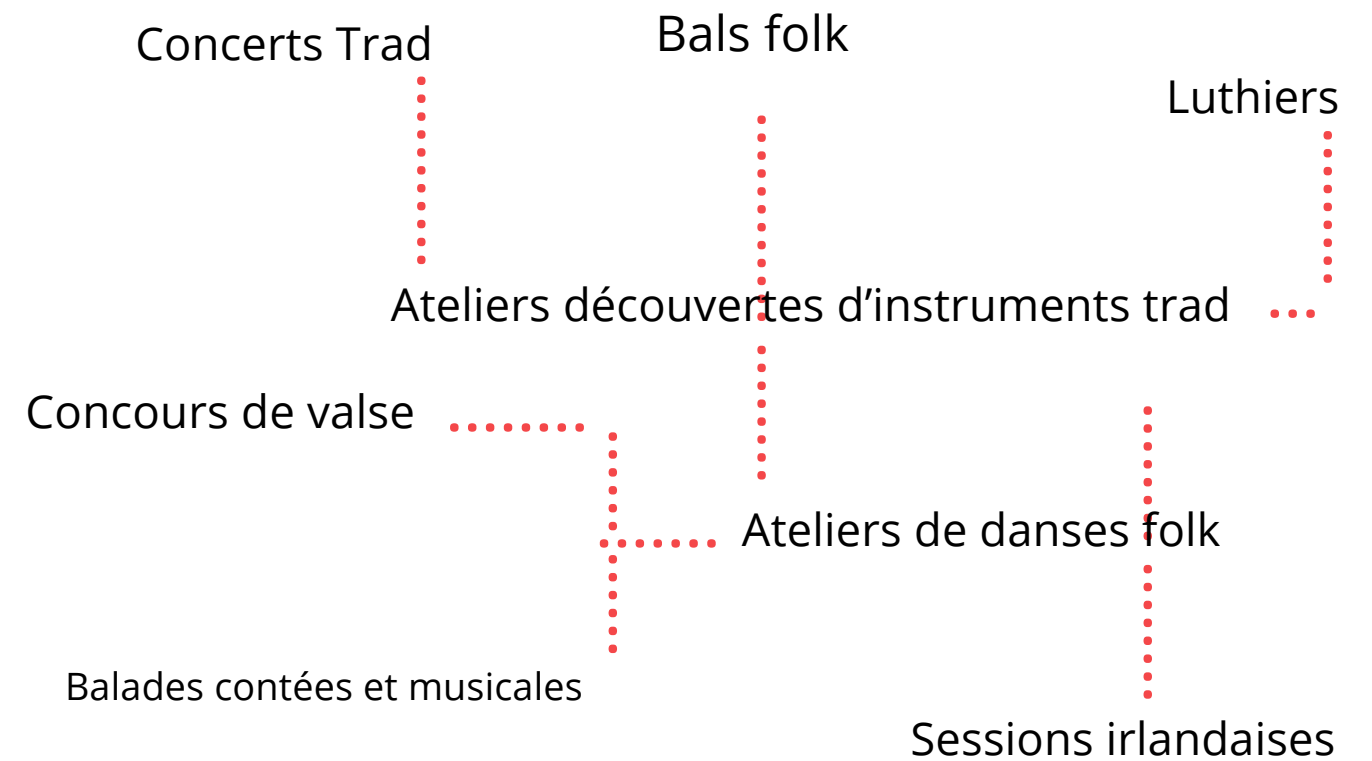 Concerts Trad
Bals folk
Luthiers
Ateliers découvertes d’instruments trad
Concours de valse
Ateliers de danses folk
Balades contées et musicales
Sessions irlandaises